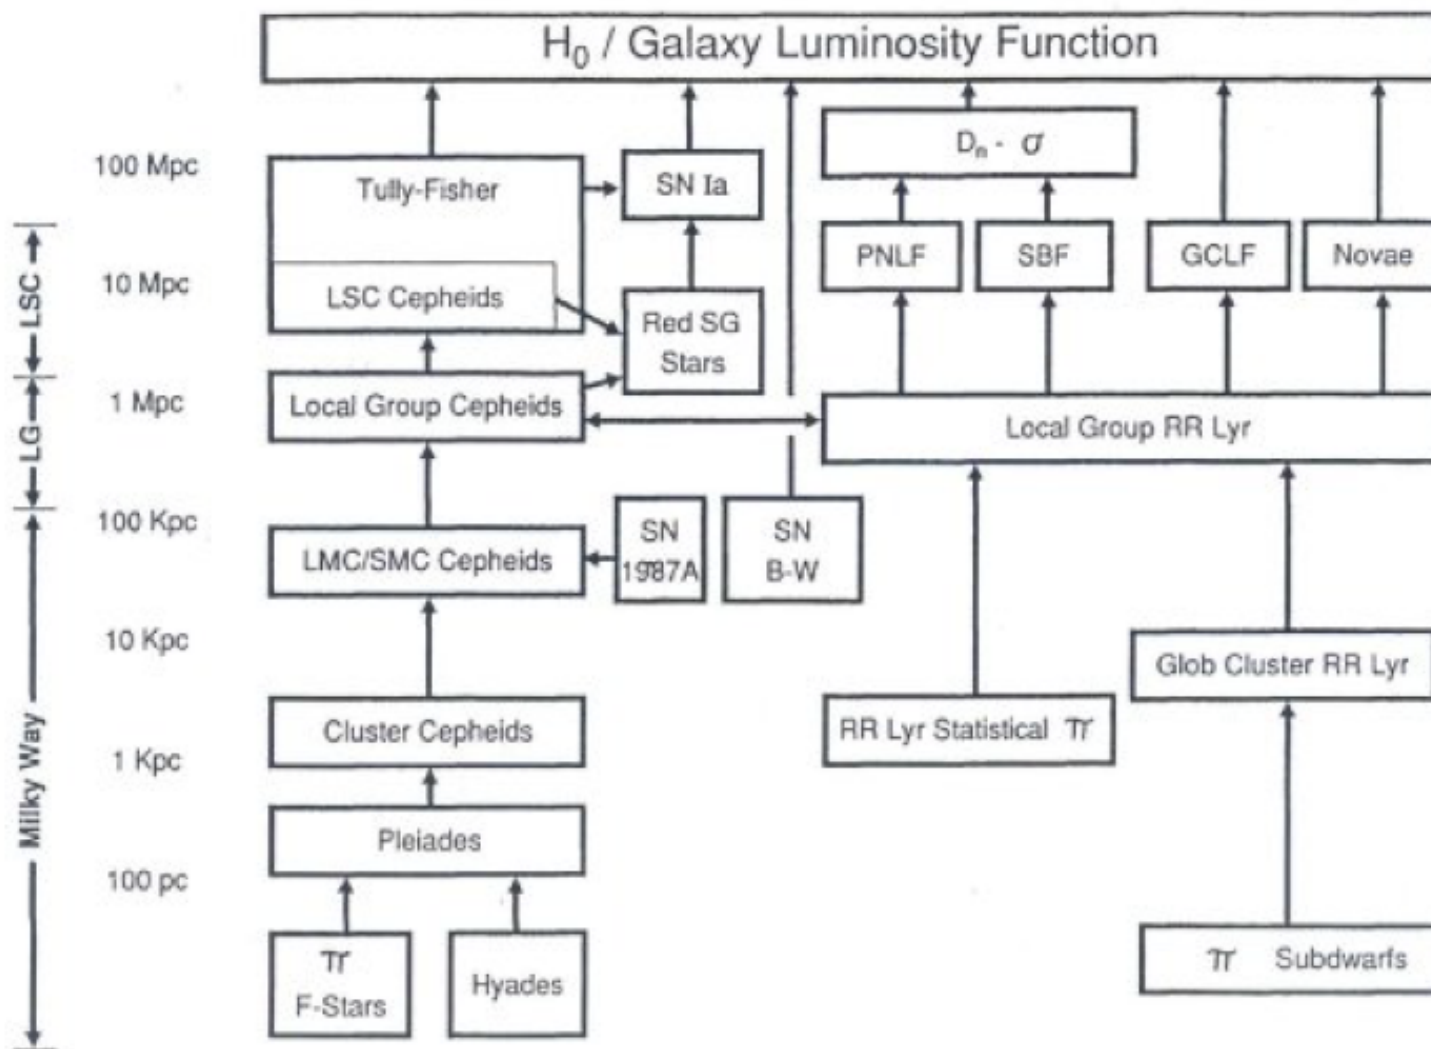 H₀ / Galaxy Luminosity Function
100 Mpc
Tully-Fisher
SN Ia
Dₙ - σ
PNLF
SBF
GCLF
Novae
LSC
10 Mpc
LSC Cepheids
Red SG
Stars
LG
1 Mpc
Local Group Cepheids
Local Group RR Lyr
100 Kpc
LMC/SMC Cepheids
SN
1987A
SN
B-W
10 Kpc
Glob Cluster RR Lyr
Milky Way
Cluster Cepheids
RR Lyr Statistical π
1 Kpc
Pleiades
100 pc
π
F-Stars
Hyades
π Subdwarfs